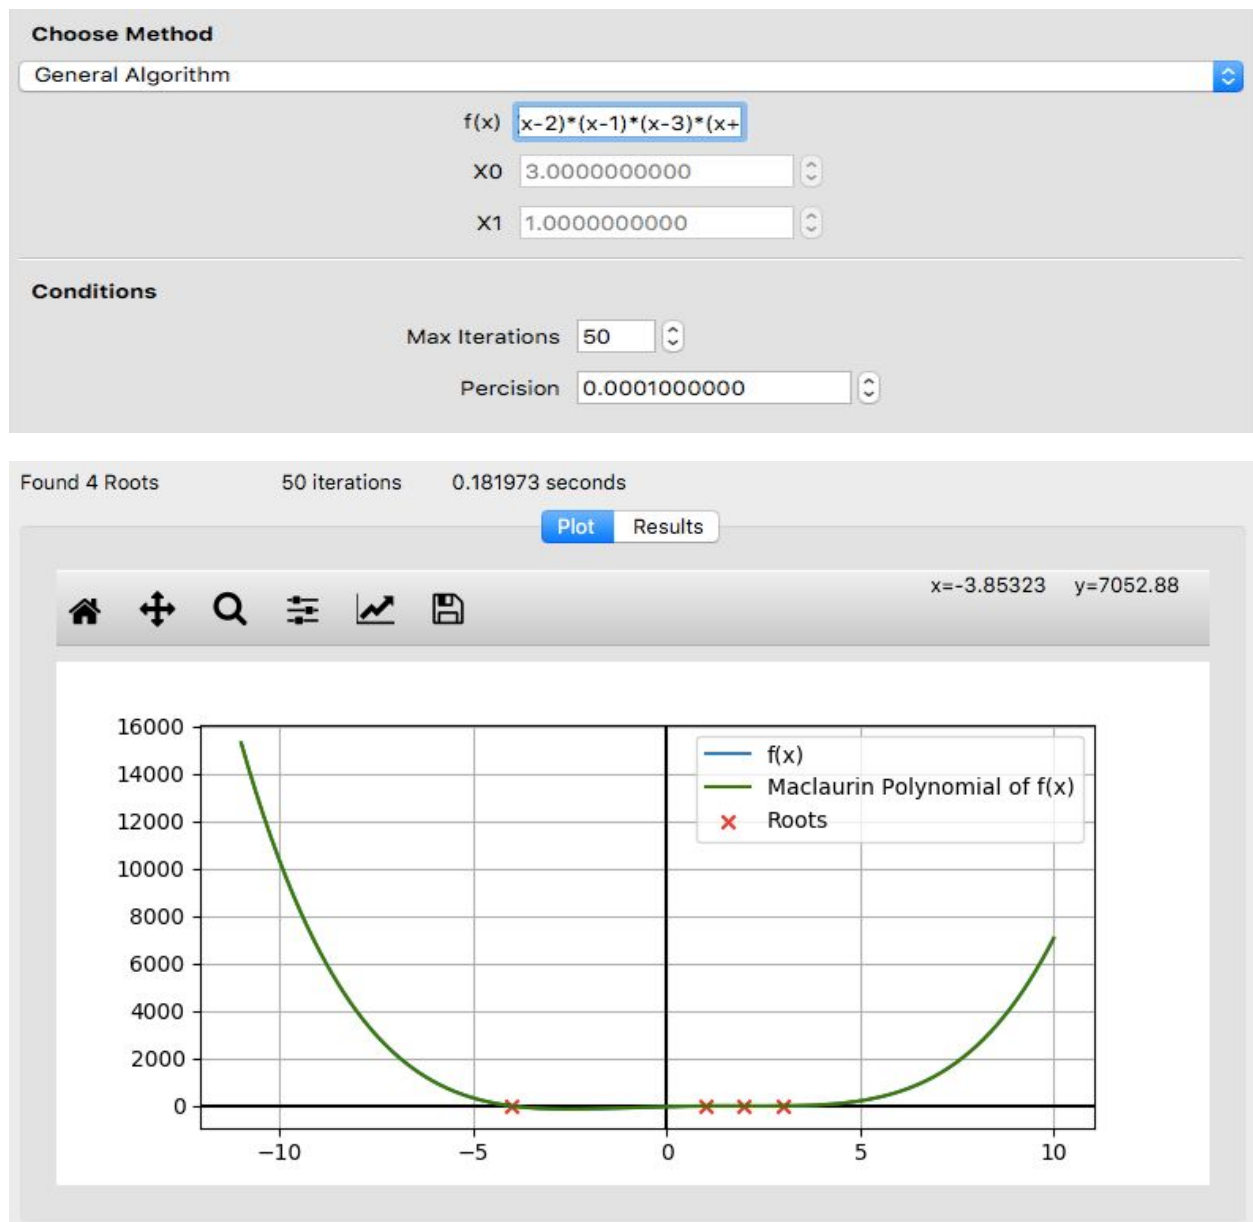 Choose Method
General Algorithm
f(x) x-2)*(x-1)*(x-3)*(x+
X0 3.0000000000
X1 1.0000000000
Conditions
Max Iterations 50
Percision 0.0001000000
Found 4 Roots 50 iterations 0.181973 seconds
Plot Results
x=-3.85323 y=7052.88
16000
14000
12000
10000
8000
6000
4000
2000
0
f(x)
Maclaurin Polynomial of f(x)
Roots
−10 −5 0 5 10